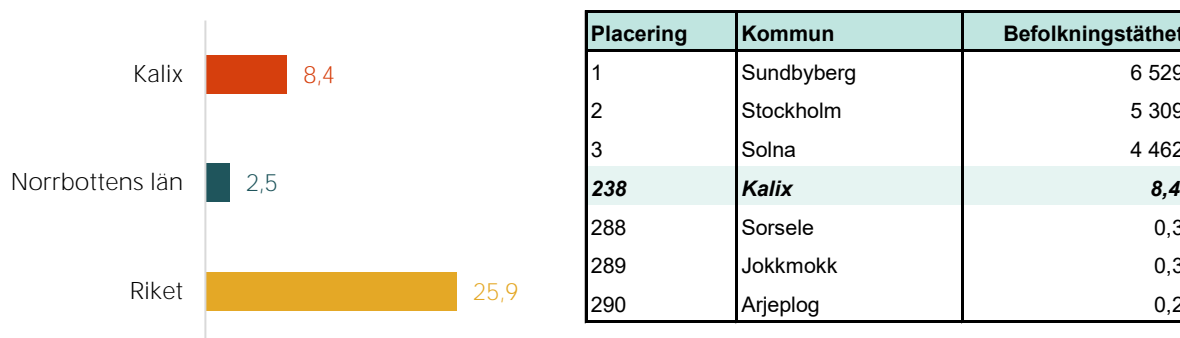 Kalix 8,4
Norrbottens län 2,5
Riket 25,9
Placering Kommun Befolkningstäthet
1 Sundbyberg 6 529
2 Stockholm 5 309
3 Solna 4 462
238 Kalix 8,4
288 Sorsele 0,3
289 Jokkmokk 0,3
290 Arjeplog 0,2